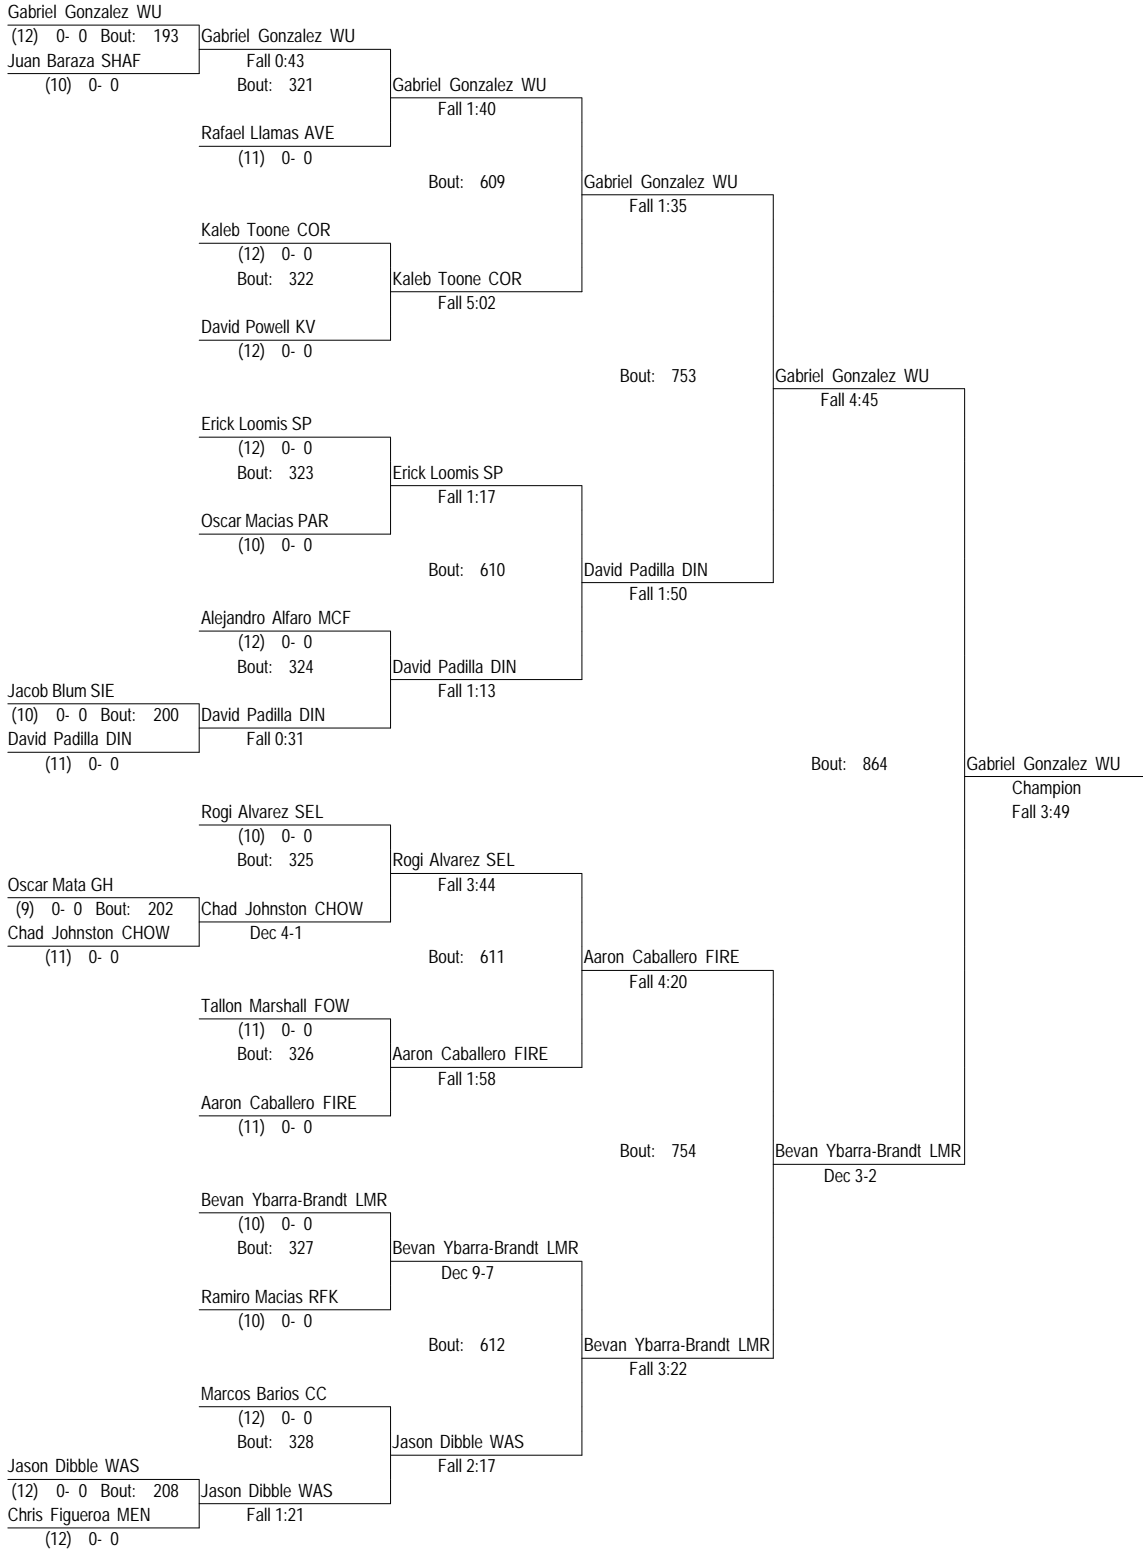 Gabriel Gonzalez WU
(12) 0- 0 Bout: 193 Gabriel Gonzalez WU
Juan Baraza SHAF Fall 0:43
(10) 0- 0 Bout: 321 Gabriel Gonzalez WU
Fall 1:40
Rafael Llamas AVE
(11) 0- 0
Bout: 609 Gabriel Gonzalez WU
Fall 1:35
Kaleb Toone COR
(12) 0- 0
Bout: 322 Kaleb Toone COR
Fall 5:02
David Powell KV
(12) 0- 0
Bout: 753 Gabriel Gonzalez WU
Fall 4:45
Erick Loomis SP
(12) 0- 0
Bout: 323 Erick Loomis SP
Fall 1:17
Oscar Macias PAR
(10) 0- 0
Bout: 610 David Padilla DIN
Fall 1:50
Alejandro Alfaro MCF
(12) 0- 0
Bout: 324 David Padilla DIN
Jacob Blum SIE Fall 1:13
(10) 0- 0 Bout: 200 David Padilla DIN
David Padilla DIN Fall 0:31
(11) 0- 0 Bout: 864 Gabriel Gonzalez WU
Champion
Rogi Alvarez SEL Fall 3:49
(10) 0- 0
Bout: 325 Rogi Alvarez SEL
Oscar Mata GH Fall 3:44
(9) 0- 0 Bout: 202 Chad Johnston CHOW
Chad Johnston CHOW Dec 4-1
(11) 0- 0 Bout: 611 Aaron Caballero FIRE
Fall 4:20
Tallon Marshall FOW
(11) 0- 0
Bout: 326 Aaron Caballero FIRE
Fall 1:58
Aaron Caballero FIRE
(11) 0- 0
Bout: 754 Bevan Ybarra-Brandt LMR
Dec 3-2
Bevan Ybarra-Brandt LMR
(10) 0- 0
Bout: 327 Bevan Ybarra-Brandt LMR
Dec 9-7
Ramiro Macias RFK
(10) 0- 0
Bout: 612 Bevan Ybarra-Brandt LMR
Fall 3:22
Marcos Barios CC
(12) 0- 0
Bout: 328 Jason Dibble WAS
Jason Dibble WAS Fall 2:17
(12) 0- 0 Bout: 208 Jason Dibble WAS
Chris Figueroa MEN Fall 1:21
(12) 0- 0